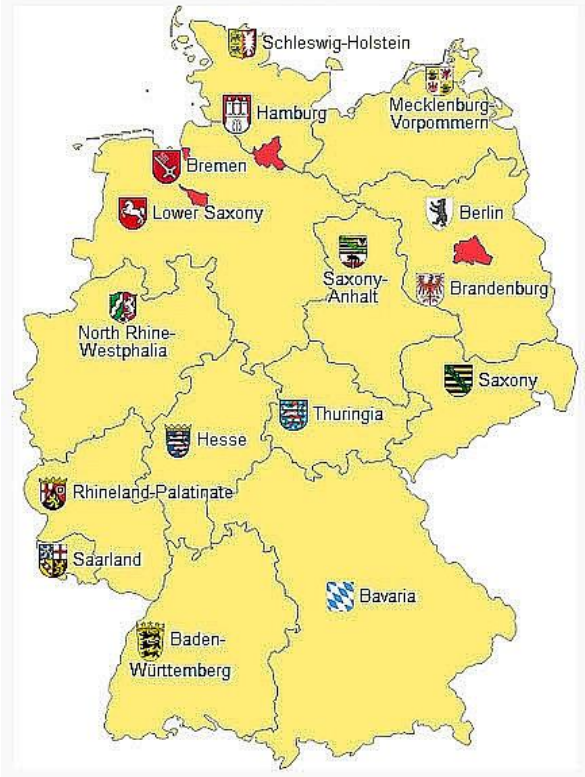 Schleswig-Holstein
Hamburg
Mecklenburg-
Vorpommern
Bremen
Lower Saxony
Berlin
Saxony-
Anhalt
Brandenburg
North Rhine-
Westphalia
Saxony
Thuringia
Hesse
Rhineland-Palatinate
Saarland
Bavaria
Baden-
Württemberg